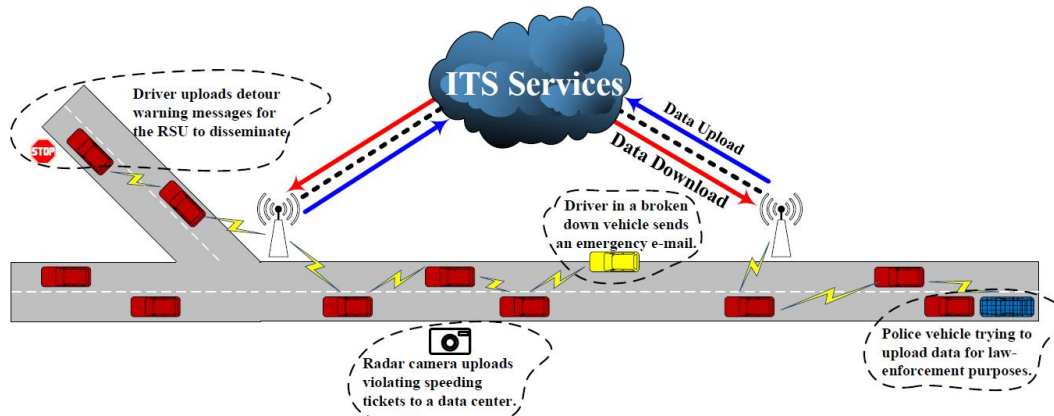 ITS Services
Driver uploads detour
warning messages for
the RSU to disseminate.
STOP
Data Upload
Data Download
Driver in a broken
down vehicle sends
an emergency e-mail.
Radar camera uploads
violating speeding
tickets to a data center.
Police vehicle trying to
upload data for law-
enforcement purposes.